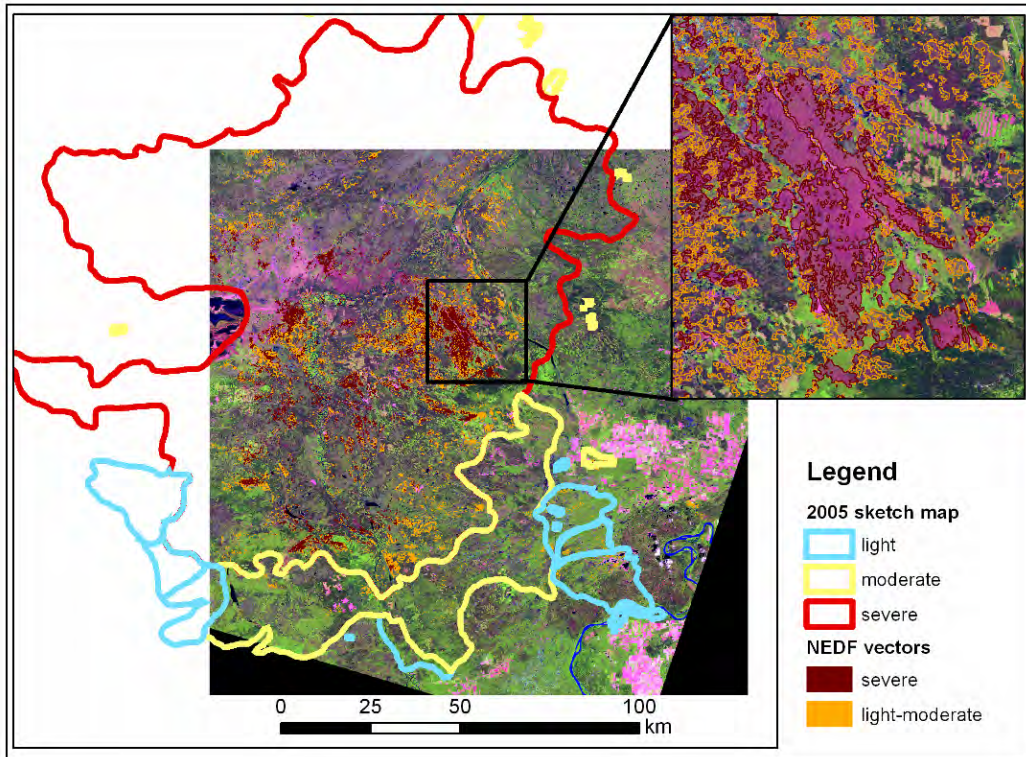 Legend
2005 sketch map
light
moderate
severe
NEDF vectors
severe
light-moderate
0 25 50 100
km